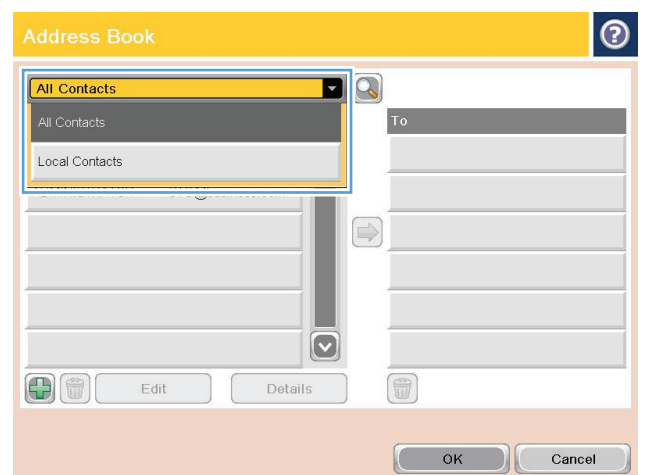 Address Book
All Contacts
All Contacts
Local Contacts
To
Edit
Details
OK
Cancel